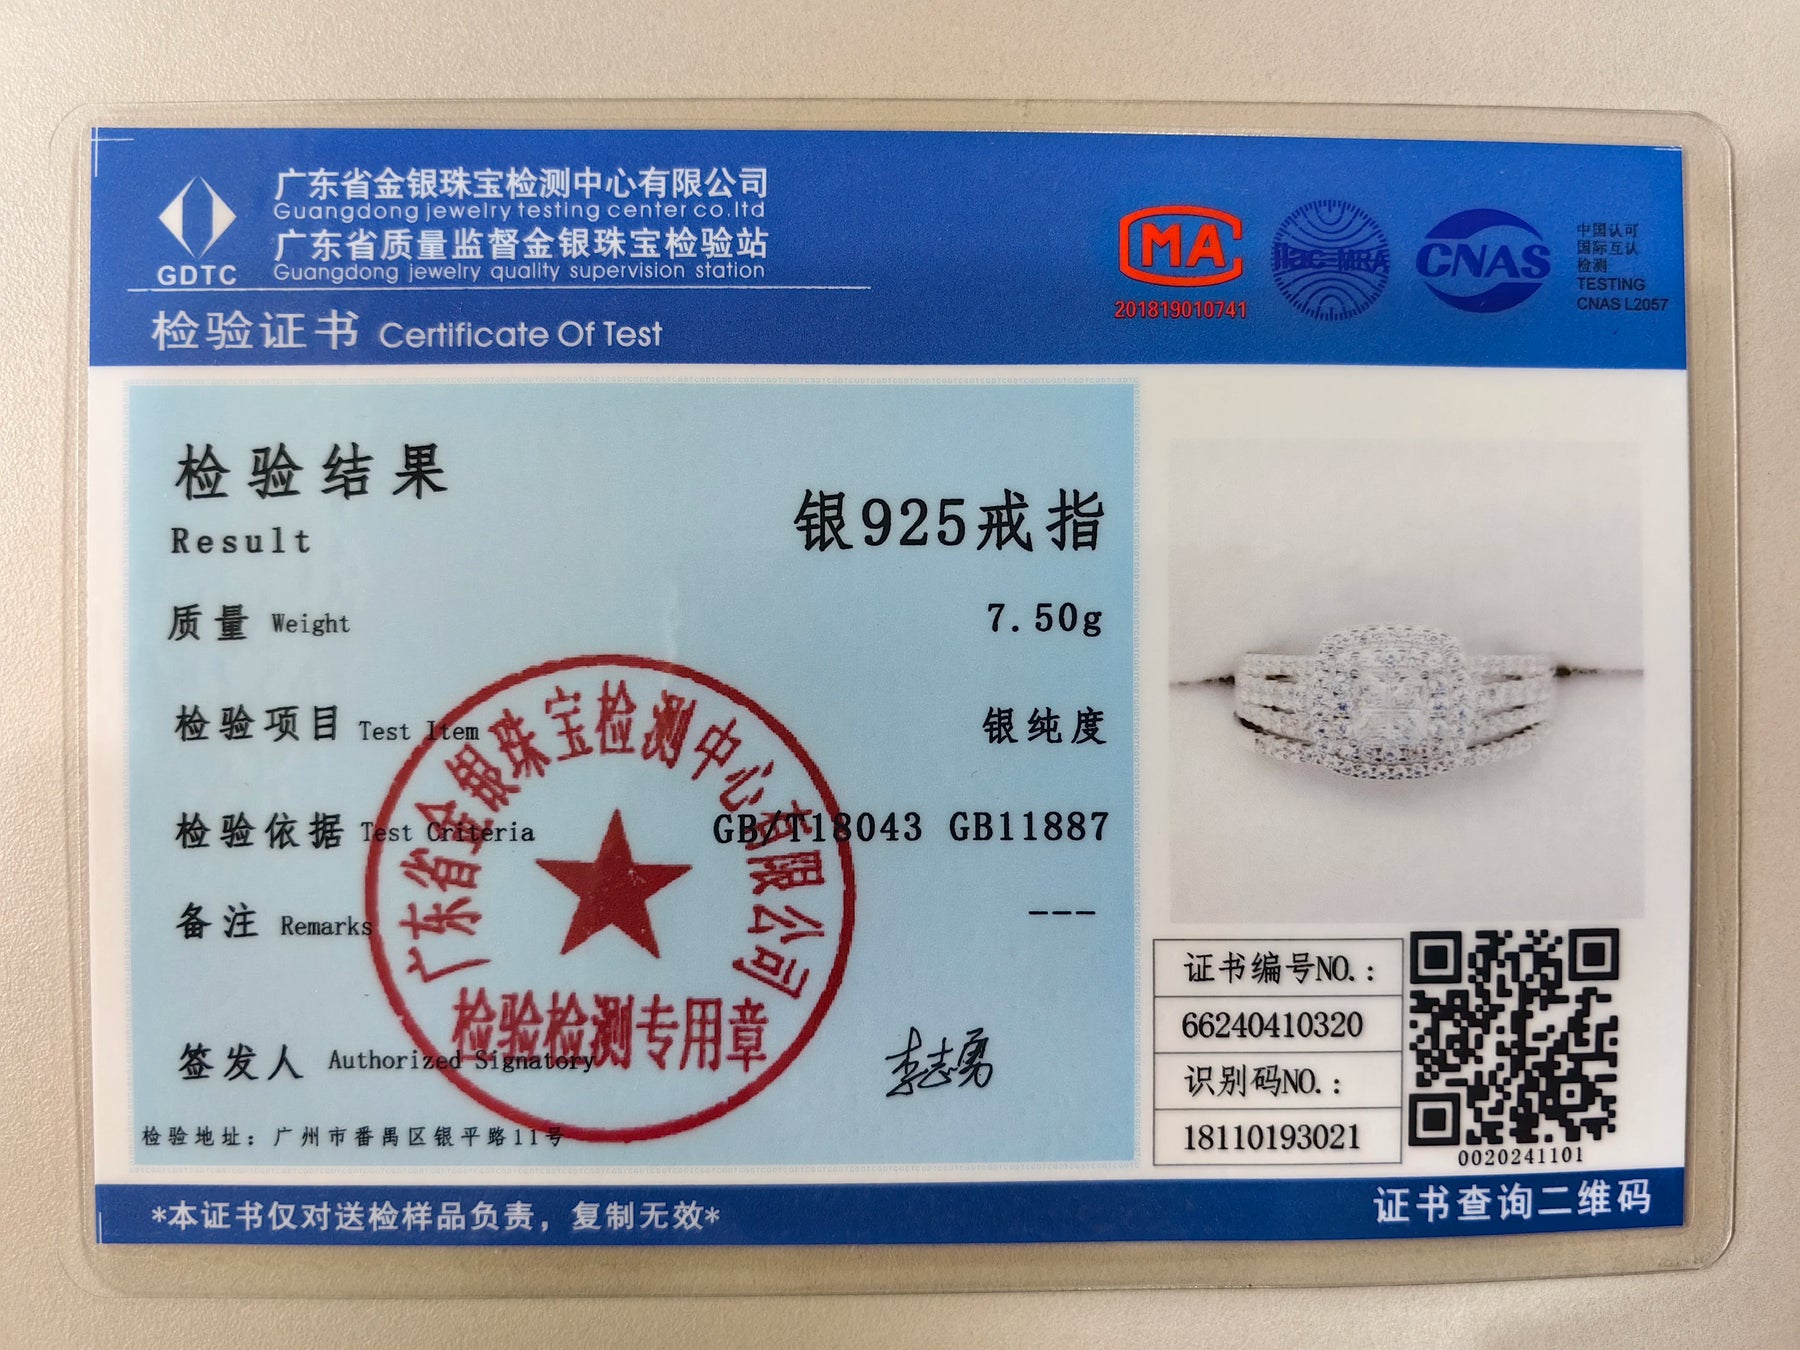 广东省金银珠宝检测中心有限公司
Guangdong jewelry testing center co.ltd
广东省质量监督金银珠宝检验站
Guangdong jewelry quality supervision station
GDTC
检验证书 Certificate Of Test
MA
201819010741
ilac-MRA
CNAS
中国认可
国际互认
检测
TESTING
CNAS L2057
检验结果
Result
银925戒指
质量 Weight 7.50g
检验项目 Test Item 银纯度
检验依据 Test Criteria GB/T18043 GB11887
备注 Remarks ---
签发人 Authorized Signatory 李志勇
广东省金银珠宝检测中心有限公司
检验检测专用章
检验地址：广州市番禺区银平路11号
证书编号NO.：
66240410320
识别码NO.：
18110193021
0020241101
*本证书仅对送检样品负责，复制无效*
证书查询二维码